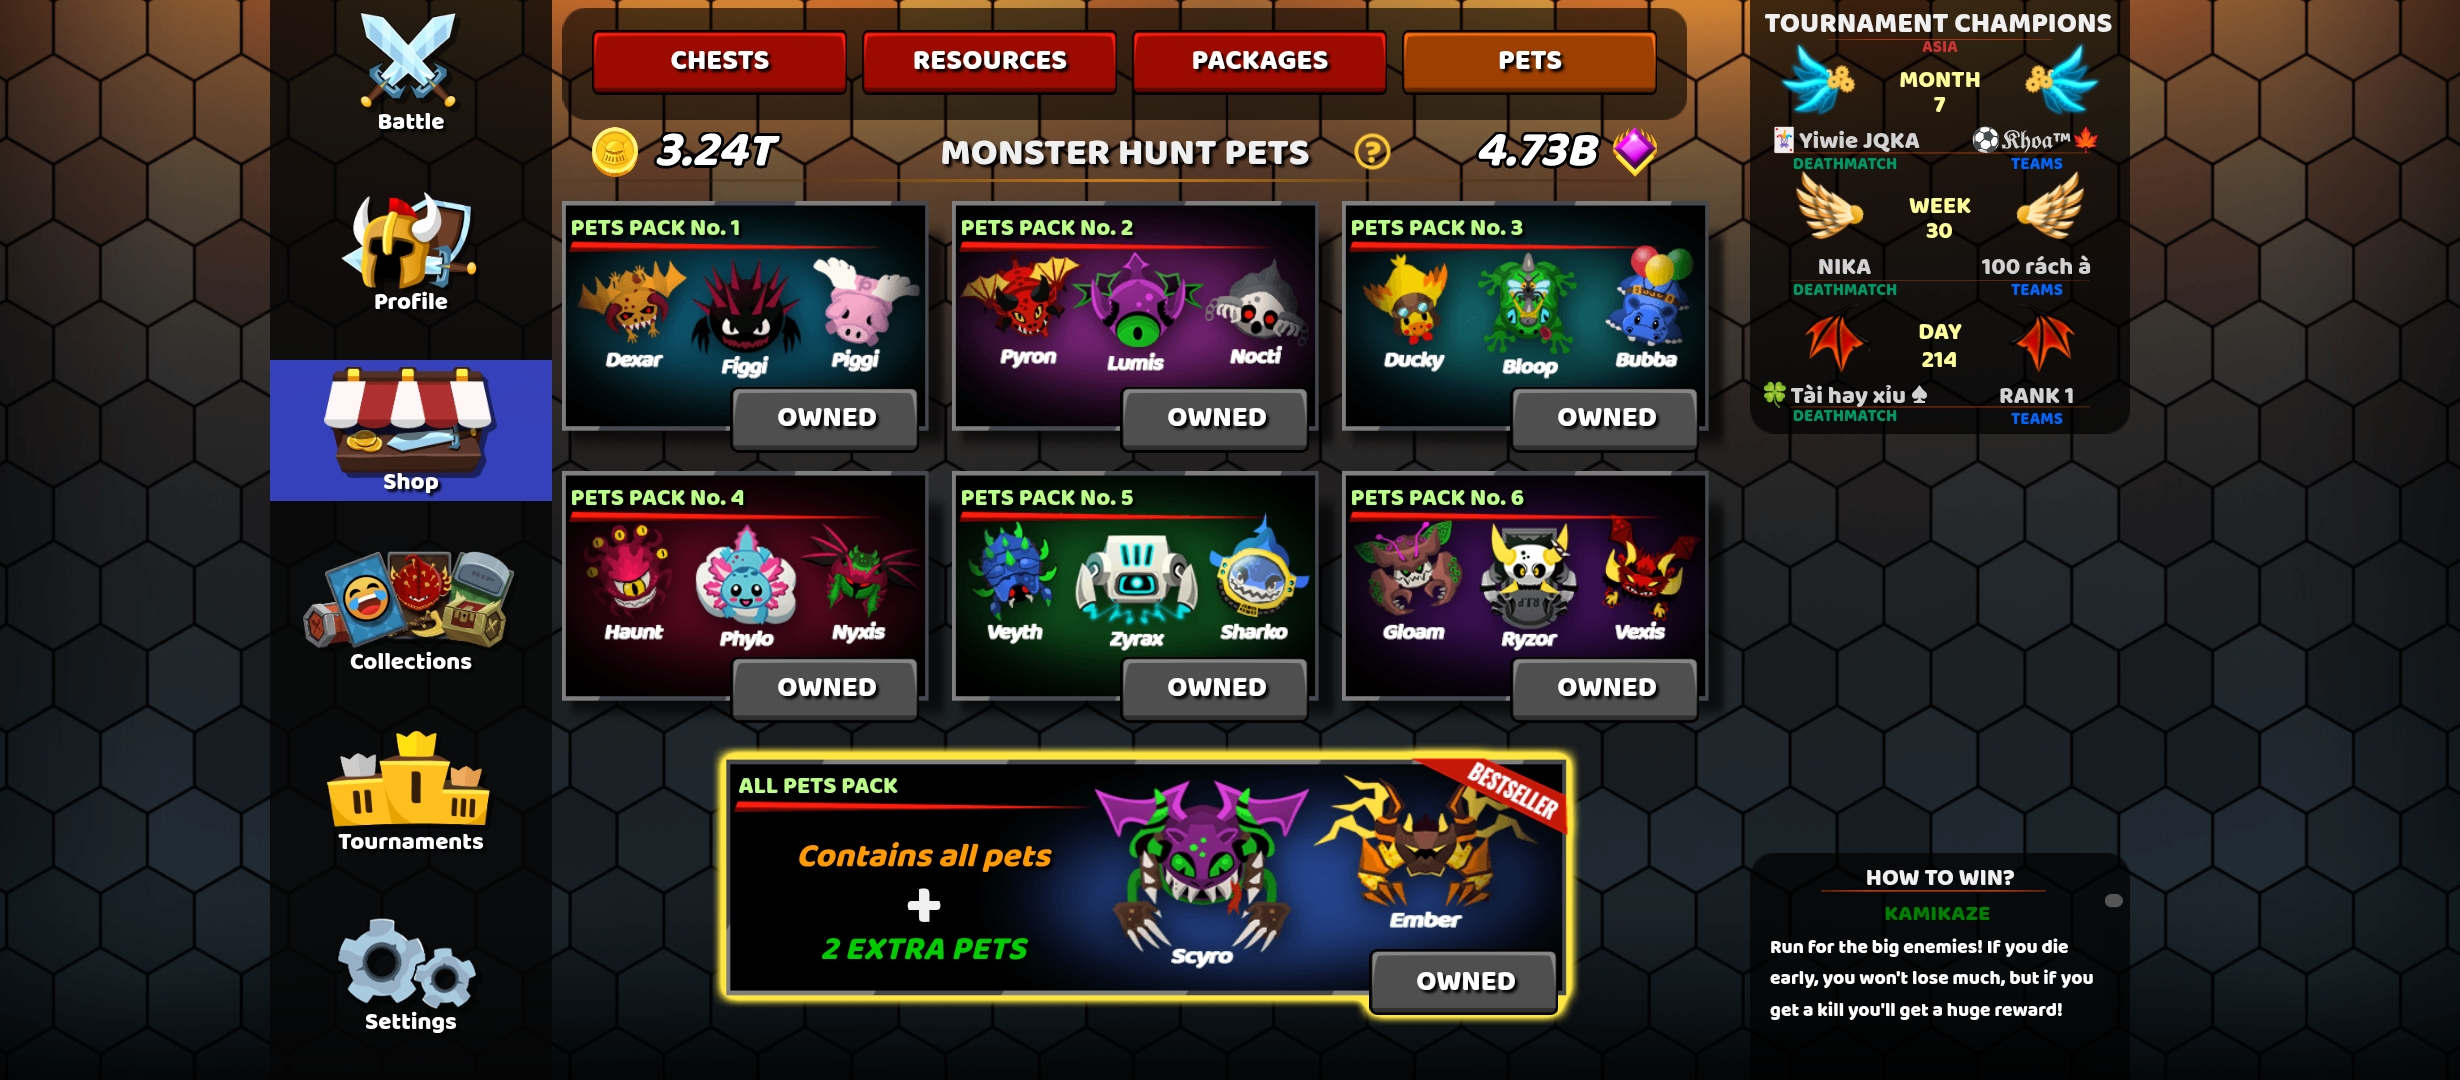 Battle
Profile
Shop
Collections
Tournaments
Settings
CHESTS
RESOURCES
PACKAGES
PETS
3.24T
MONSTER HUNT PETS
?
4.73B
PETS PACK No. 1
Dexar
Figgi
Piggi
OWNED
PETS PACK No. 2
Pyron
Lumis
Nocti
OWNED
PETS PACK No. 3
Ducky
Bloop
Bubba
OWNED
PETS PACK No. 4
Haunt
Phylo
Nyxis
OWNED
PETS PACK No. 5
Veyth
Zyrax
Sharko
OWNED
PETS PACK No. 6
Gloam
Ryzor
Vexis
OWNED
ALL PETS PACK
BESTSELLER
Contains all pets
+
2 EXTRA PETS
Scyro
Ember
OWNED
TOURNAMENT CHAMPIONS
ASIA
MONTH
7
🃏Yiwie JQKA
DEATHMATCH
⚽𝕶𝖍𝖔𝖆™🍁
TEAMS
WEEK
30
NIKA
DEATHMATCH
100 rách à
TEAMS
DAY
214
🍀Tài hay xỉu ♠
DEATHMATCH
RANK 1
TEAMS
HOW TO WIN?
KAMIKAZE
Run for the big enemies! If you die
early, you won't lose much, but if you
get a kill you'll get a huge reward!